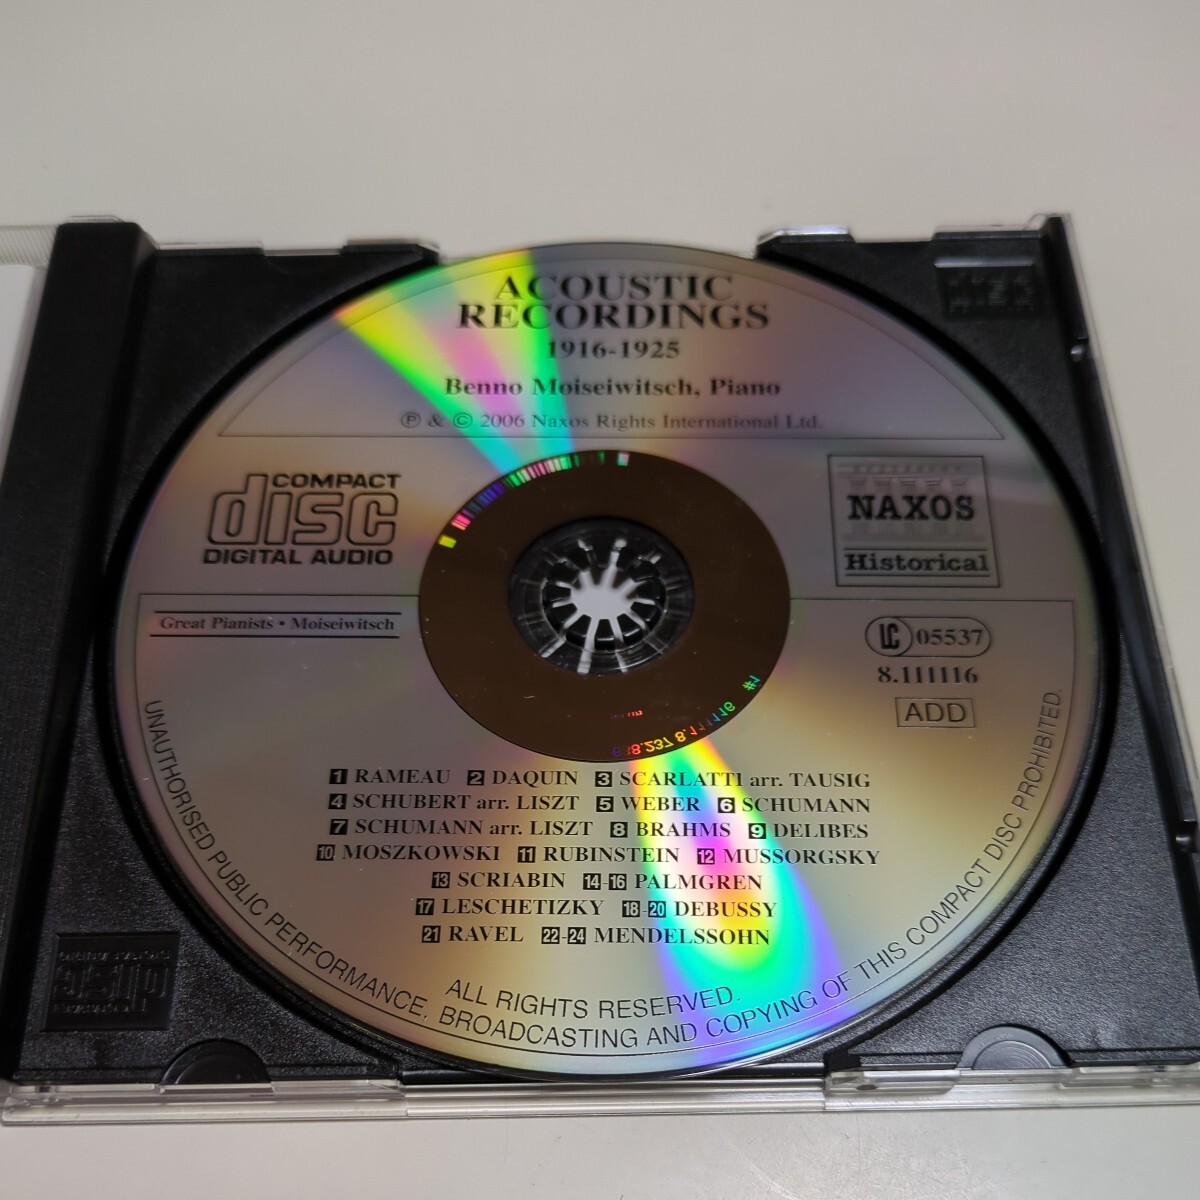 ACOUSTIC
RECORDINGS
1916-1925
Benno Moiseiwitsch, Piano
℗ & © 2006 Naxos Rights International Ltd.
COMPACT
disc
DIGITAL AUDIO
NAXOS
Historical
Great Pianists • Moiseiwitsch
LC 05537
8.111116
ADD
8.111116 #1
1 RAMEAU 2 DAQUIN 3 SCARLATTI arr. TAUSIG
4 SCHUBERT arr. LISZT 5 WEBER 6 SCHUMANN
7 SCHUMANN arr. LISZT 8 BRAHMS 9 DELIBES
10 MOSZKOWSKI 11 RUBINSTEIN 12 MUSSORGSKY
13 SCRIABIN 14-16 PALMGREN
17 LESCHETIZKY 18-20 DEBUSSY
21 RAVEL 22-24 MENDELSSOHN
ALL RIGHTS RESERVED.
UNAUTHORISED PUBLIC PERFORMANCE, BROADCASTING AND COPYING OF THIS COMPACT DISC PROHIBITED.
disc